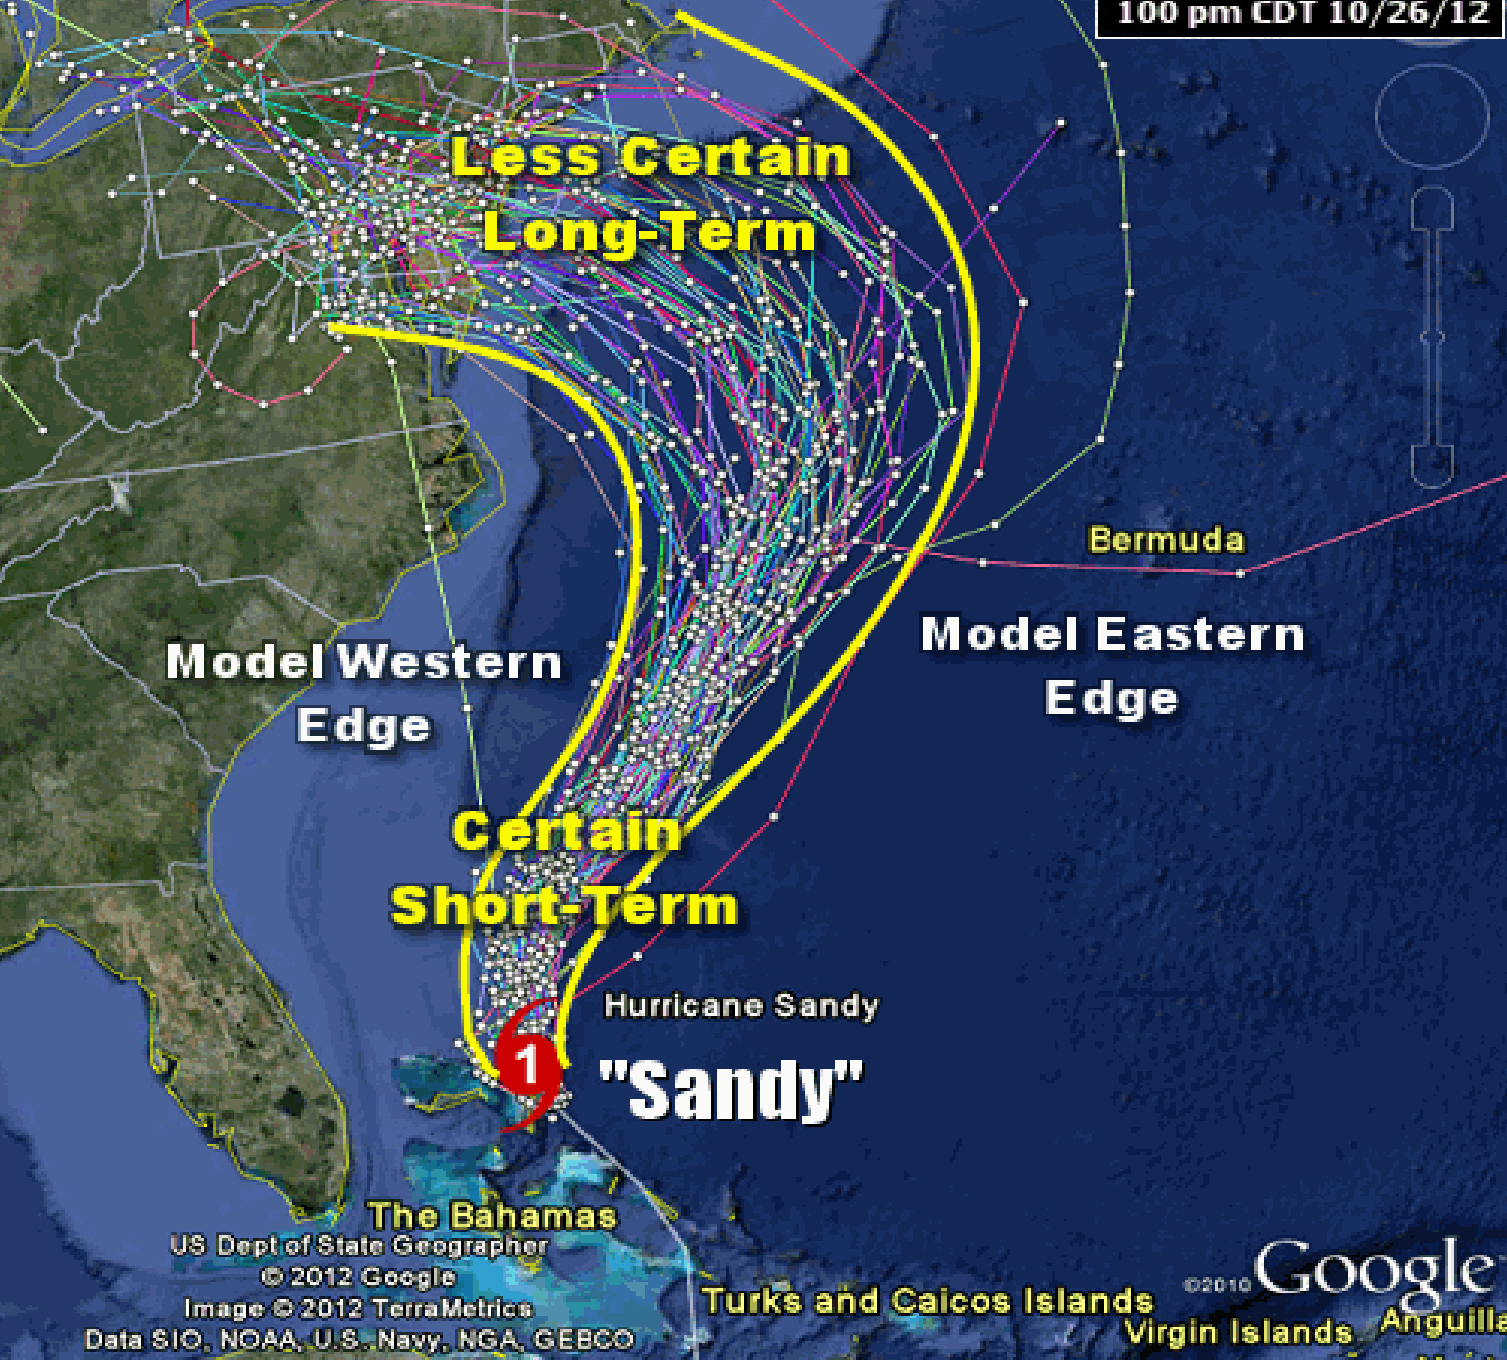 100 pm CDT 10/26/12
Less Certain
Long-Term
Bermuda
Model Eastern
Edge
Model Western
Edge
Certain
Short-Term
Hurricane Sandy
1
"Sandy"
The Bahamas
US Dept of State Geographer
© 2012 Google
Image © 2012 TerraMetrics
Data SIO, NOAA, U.S. Navy, NGA, GEBCO
©2010 Google
Turks and Caicos Islands
Virgin Islands
Anguilla